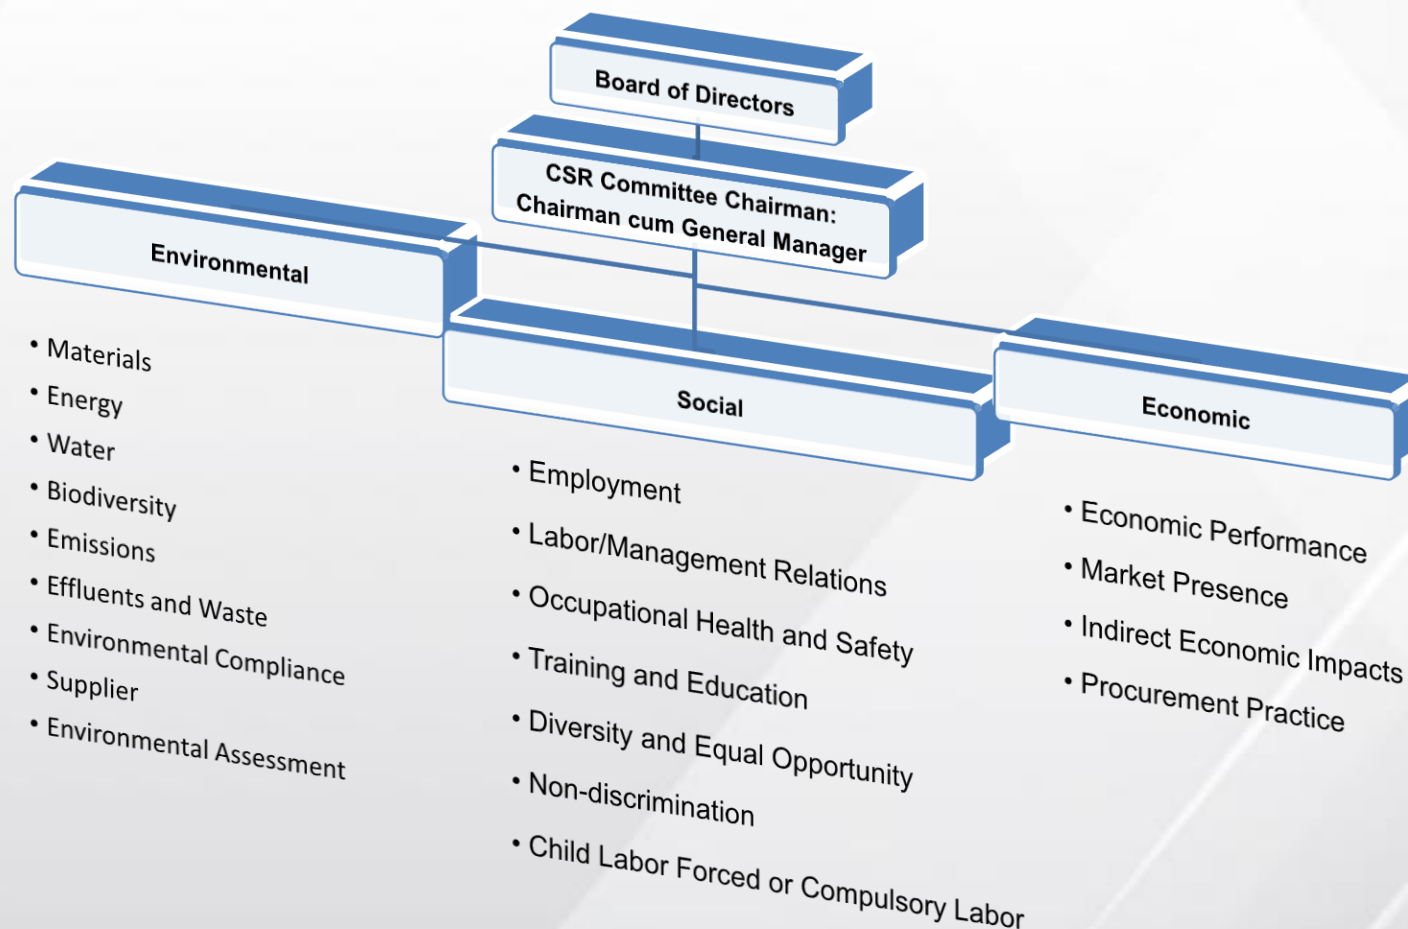 Board of Directors
CSR Committee Chairman:
Chairman cum General Manager
Environmental
• Materials
• Energy
• Water
• Biodiversity
• Emissions
• Effluents and Waste
• Environmental Compliance
• Supplier
• Environmental Assessment
Social
• Employment
• Labor/Management Relations
• Occupational Health and Safety
• Training and Education
• Diversity and Equal Opportunity
• Non-discrimination
• Child Labor Forced or Compulsory Labor
Economic
• Economic Performance
• Market Presence
• Indirect Economic Impacts
• Procurement Practice